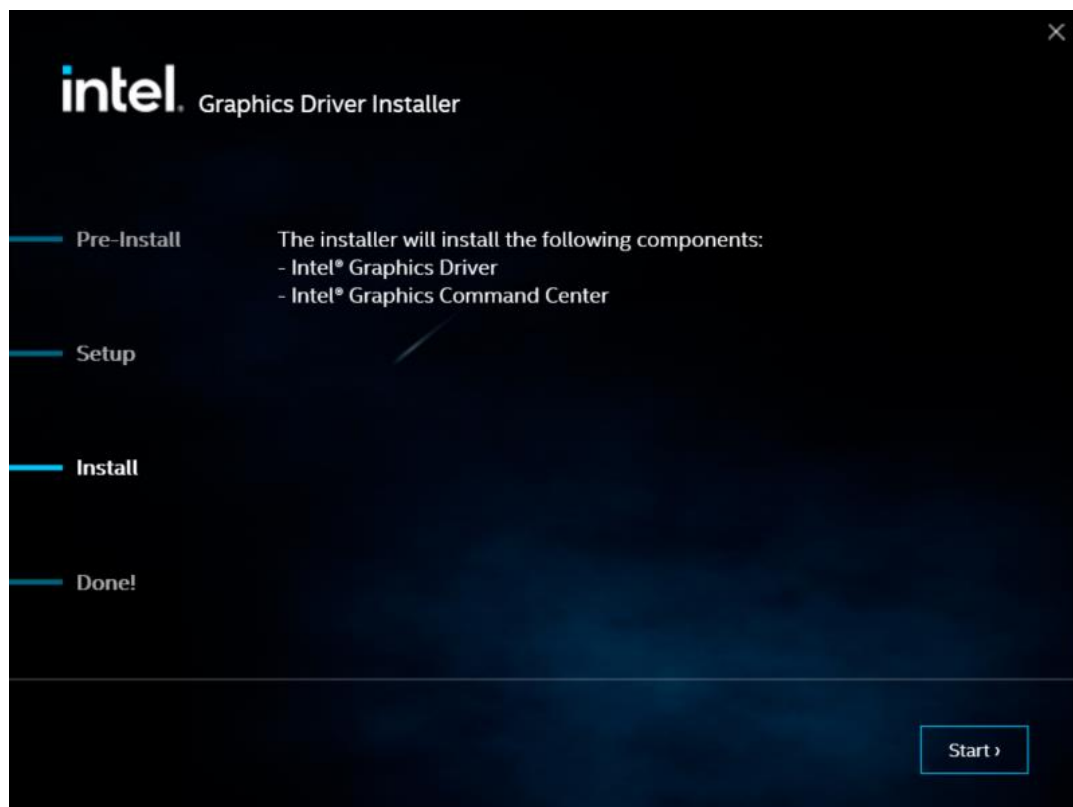 intel. Graphics Driver Installer
Pre-Install
The installer will install the following components:
- Intel® Graphics Driver
- Intel® Graphics Command Center
Setup
Install
Done!
Start ›